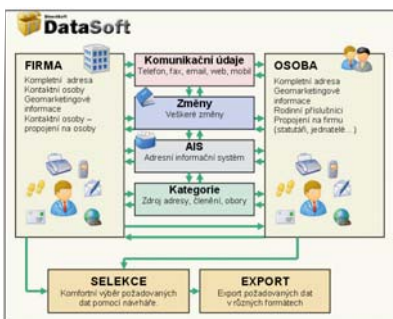 DataSoft
FIRMA
Kompletní adresa
Kontaktní osoby
Geomarketingové
informace
Kontaktní osoby –
propojení na osoby
Komunikační údaje
Telefon, fax, email, web, mobil
Změny
Veškeré změny
AIS
Adresní informační systém
Kategorie
Zdroj adresy, členění, obory
OSOBA
Kompletní adresa
Geomarketingové
informace
Rodinní příslušníci
Propojení na firmu
(statutáři, jednatelé...)
SELEKCE
Komfortní výběr požadovaných
dat pomocí návrháře.
EXPORT
Export požadovaných dat
v různých formátech